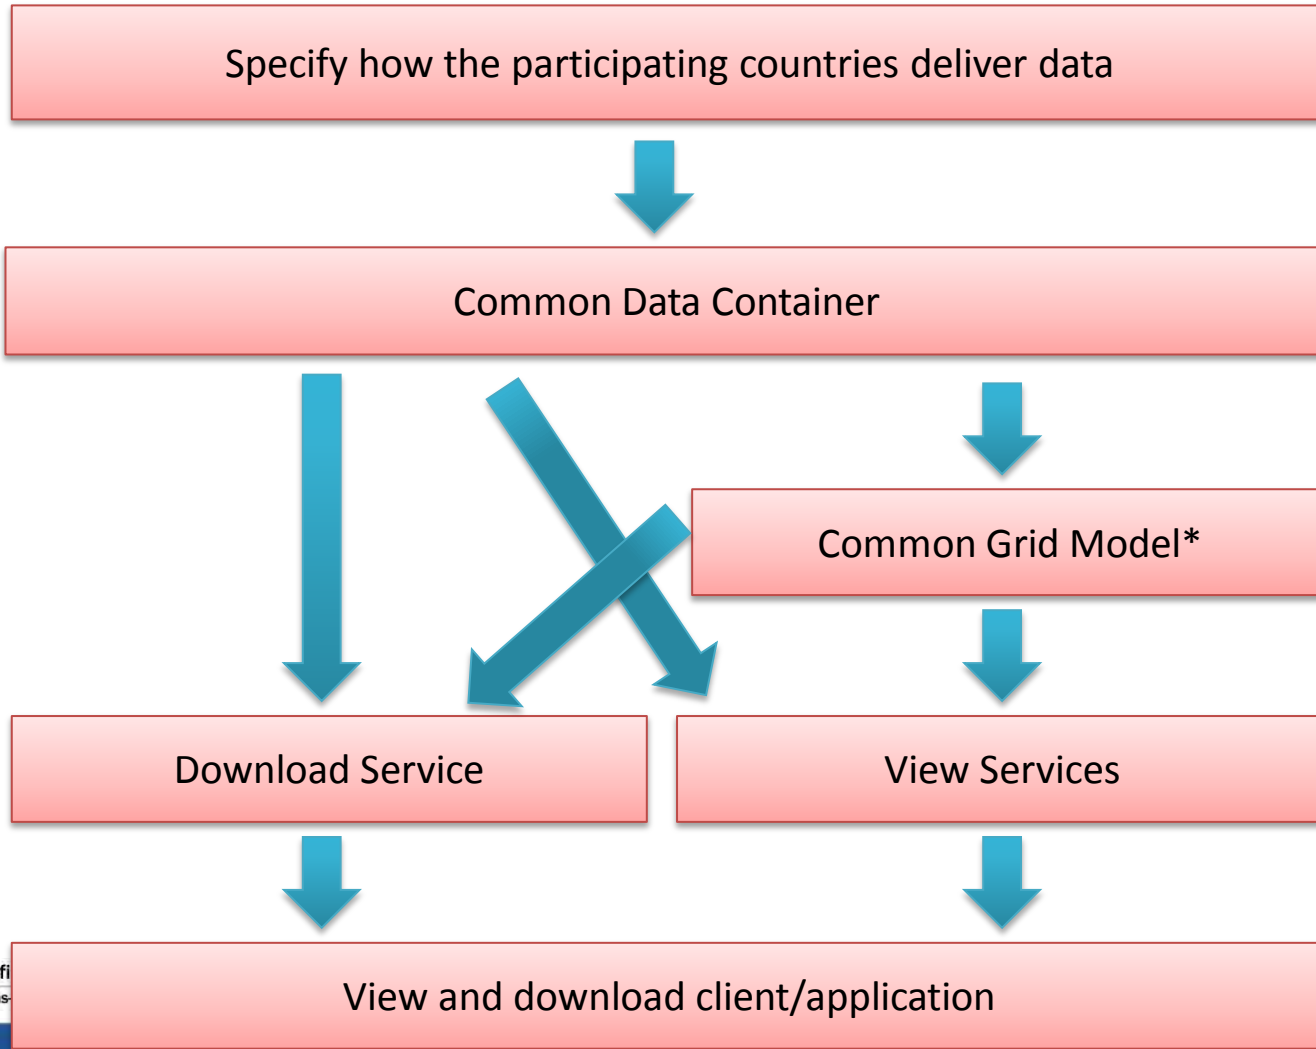 Specify how the participating countries deliver data
Common Data Container
Common Grid Model*
Download Service
View Services
View and download client/application